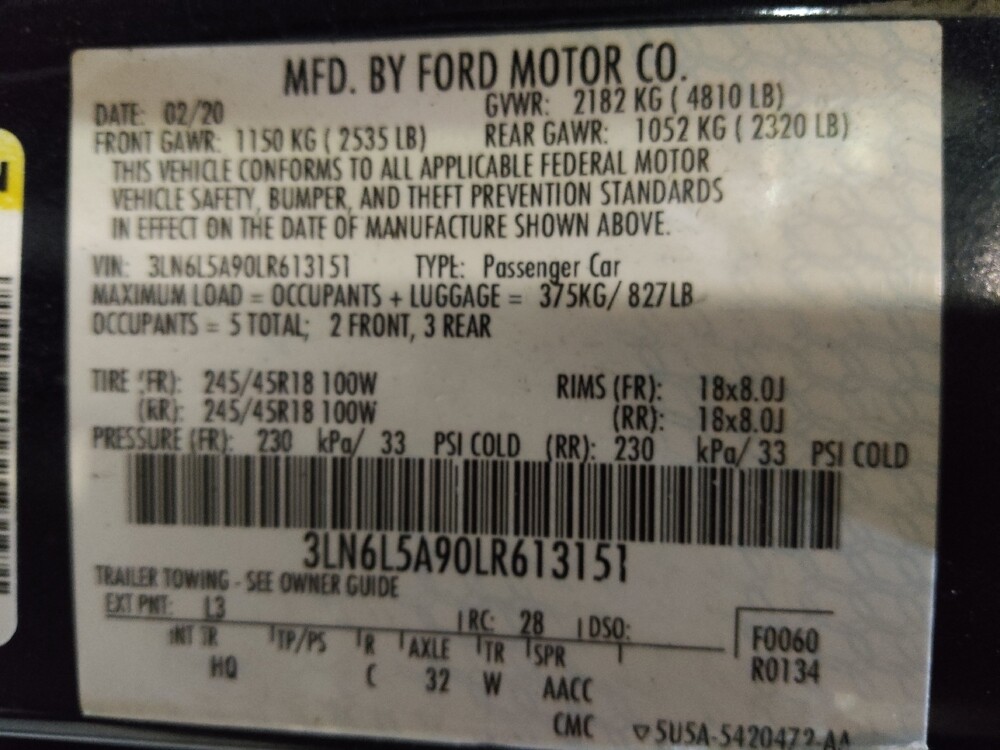 MFD. BY FORD MOTOR CO.
DATE: 02/20 GVWR: 2182 KG ( 4810 LB)
FRONT GAWR: 1150 KG ( 2535 LB) REAR GAWR: 1052 KG ( 2320 LB)
THIS VEHICLE CONFORMS TO ALL APPLICABLE FEDERAL MOTOR
VEHICLE SAFETY, BUMPER, AND THEFT PREVENTION STANDARDS
IN EFFECT ON THE DATE OF MANUFACTURE SHOWN ABOVE.
VIN: 3LN6L5A90LR613151 TYPE: Passenger Car
MAXIMUM LOAD = OCCUPANTS + LUGGAGE = 375KG/ 827LB
OCCUPANTS = 5 TOTAL; 2 FRONT, 3 REAR
TIRE (FR): 245/45R18 100W RIMS (FR): 18x8.0J
(RR): 245/45R18 100W (RR): 18x8.0J
PRESSURE (FR): 230 kPa/ 33 PSI COLD (RR): 230 kPa/ 33 PSI COLD
3LN6L5A90LR613151
TRAILER TOWING - SEE OWNER GUIDE
EXT PNT: L3 RC: 28 DSO:
INT TR TP/PS R AXLE TR SPR F0060
HQ C 32 W AACC R0134
CMC ▽5U5A-5420472-AA